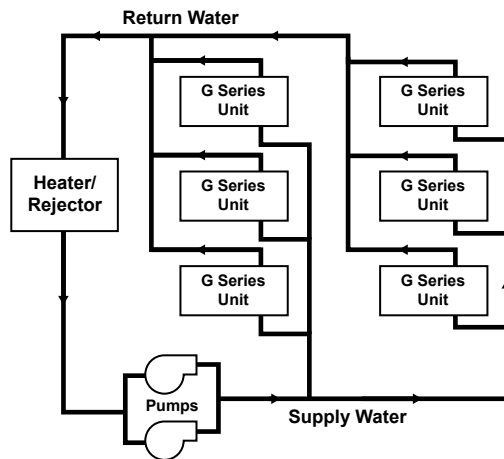 Return Water
G Series
Unit
G Series
Unit
Heater/
Rejector
G Series
Unit
G Series
Unit
G Series
Unit
G Series
Unit
Pumps
Supply Water